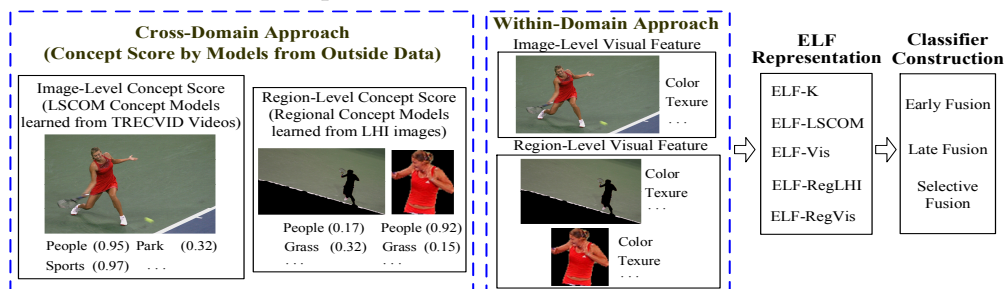 Cross-Domain Approach
(Concept Score by Models from Outside Data)
Image-Level Concept Score
(LSCOM Concept Models
learned from TRECVID Videos)
People (0.95) Park (0.32)
Sports (0.97) . . .
Region-Level Concept Score
(Regional Concept Models
learned from LHI images)
People (0.17) People (0.92)
Grass (0.32) Grass (0.15)
. . . . . .
Within-Domain Approach
Image-Level Visual Feature
Color
Texure
. . .
Region-Level Visual Feature
Color
Texure
. . .
Color
Texure
. . .
ELF
Representation
ELF-K
ELF-LSCOM
ELF-Vis
ELF-RegLHI
ELF-RegVis
Classifier
Construction
Early Fusion
Late Fusion
Selective
Fusion